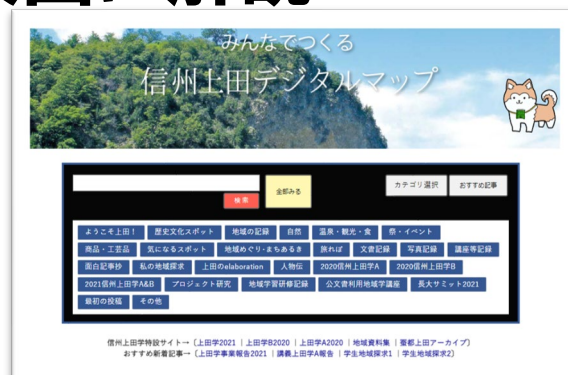 みんなでつくる
信州上田デジタルマップ
検索
全部みる
カテゴリ選択
おすすめ記事
ようこそ上田！ 歴史文化スポット 地域の記録 自然 温泉・観光・食 祭・イベント
商品・工芸品 気になるスポット 地域めぐり・まちあるき 旅れぽ 文書記録 写真記録 講座等記録
面白記事抄 私の地域探求 上田のelaboration 人物伝 2020信州上田学A 2020信州上田学B
2021信州上田学A&B プロジェクト研究 地域学習研修記録 公文書利用地域学講座 長大サミット2021
最初の投稿 その他
信州上田学特設サイト→〔上田学2021 | 上田学B2020 | 上田学A2020 | 地域資料集 | 蚕都上田アーカイブ〕
おすすめ新着記事→〔上田学事業報告2021 | 講義上田学A報告 | 学生地域探求1 | 学生地域探求2〕